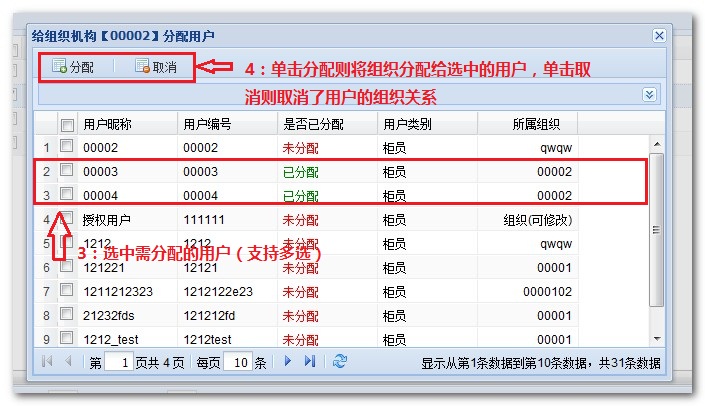 给组织机构【00002】分配用户
分配 取消
4：单击分配则将组织分配给选中的用户，单击取
消则取消了用户的组织关系
用户昵称 用户编号 是否已分配 用户类别 所属组织
1 00002 00002 未分配 柜员 qwqw
2 00003 00003 已分配 柜员 00002
3 00004 00004 已分配 柜员 00002
4 授权用户 111111 未分配 柜员 组织(可修改)
3：选中需分配的用户（支持多选）
5 1212 1212 未分配 柜员 qwqw
6 121221 12121 未分配 柜员 00001
7 1211212323 1212122e23 未分配 柜员 0000102
8 21232fds 121212fd 未分配 柜员 00001
9 1212_test 1212test 未分配 柜员 00001
第 1 页共 4 页 每页 10 条 显示从第1条数据到第10条数据，共31条数据